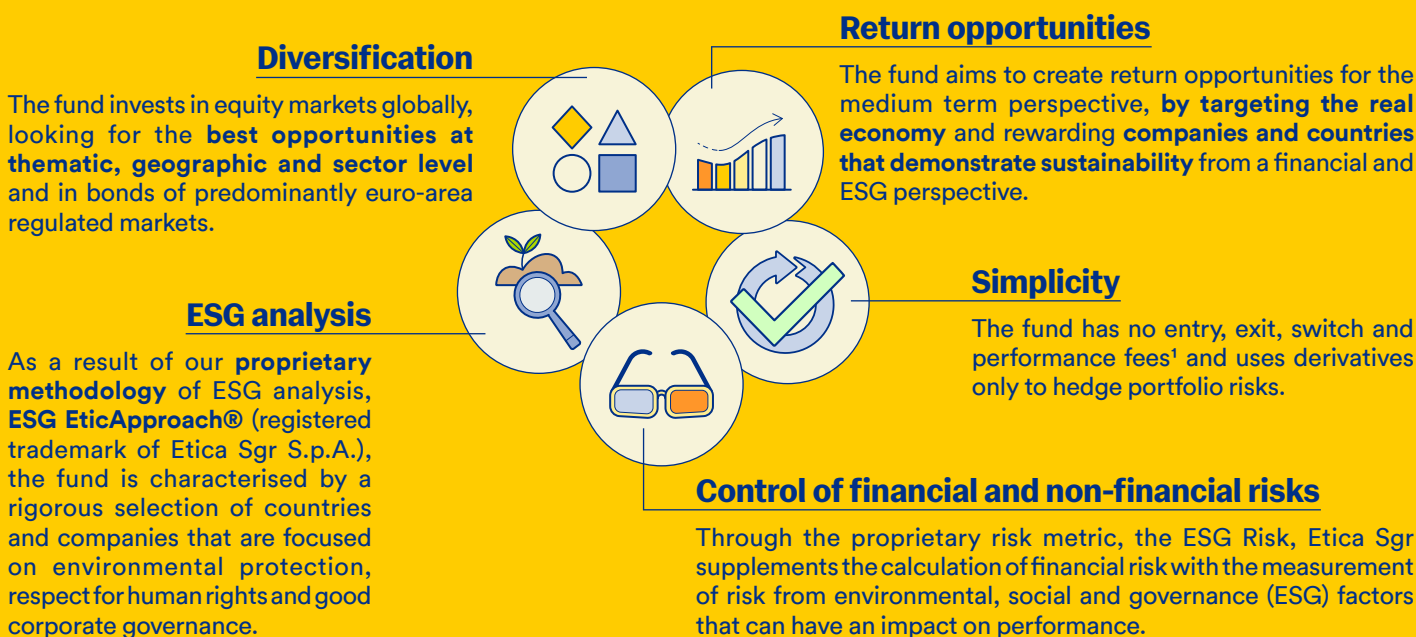 Diversification
The fund invests in equity markets globally,
looking for the best opportunities at
thematic, geographic and sector level
and in bonds of predominantly euro-area
regulated markets.
Return opportunities
The fund aims to create return opportunities for the
medium term perspective, by targeting the real
economy and rewarding companies and countries
that demonstrate sustainability from a financial and
ESG perspective.
ESG analysis
As a result of our proprietary
methodology of ESG analysis,
ESG EticApproach® (registered
trademark of Etica Sgr S.p.A.),
the fund is characterised by a
rigorous selection of countries
and companies that are focused
on environmental protection,
respect for human rights and good
corporate governance.
Simplicity
The fund has no entry, exit, switch and
performance fees¹ and uses derivatives
only to hedge portfolio risks.
Control of financial and non-financial risks
Through the proprietary risk metric, the ESG Risk, Etica Sgr
supplements the calculation of financial risk with the measurement
of risk from environmental, social and governance (ESG) factors
that can have an impact on performance.